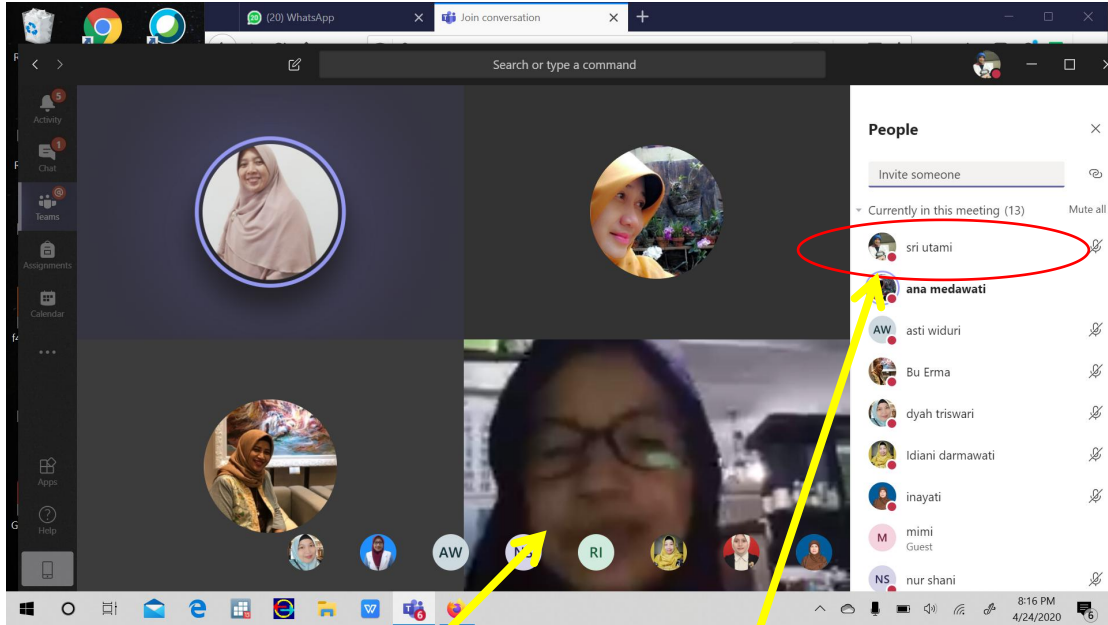 (20) WhatsApp
Join conversation
Search or type a command
Activity
5
Chat
1
Teams
Assignments
Calendar
Apps
Help
AW
RI
People
Invite someone
Currently in this meeting (13)
Mute all
sri utami
ana medawati
AW
asti widuri
Bu Erma
dyah triswari
Idiani darmawati
inayati
M
mimi
Guest
NS
nur shani
8:16 PM
4/24/2020